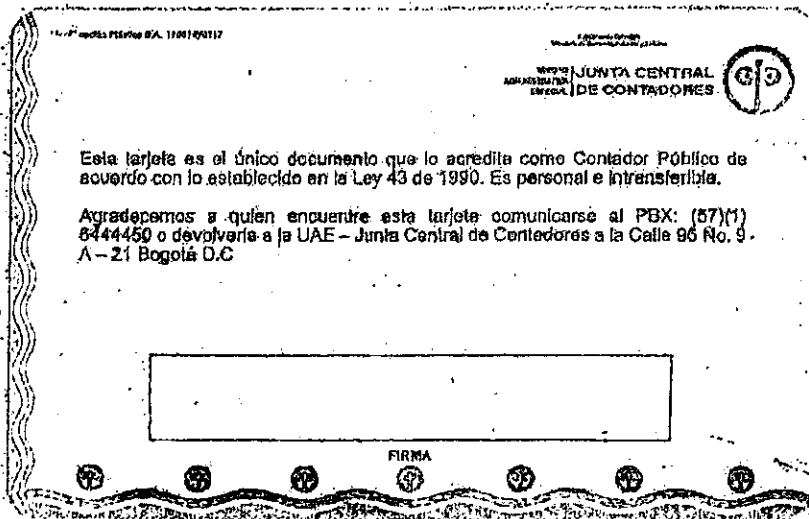 JUNTA CENTRAL
DE CONTADORES
Esta tarjeta es el único documento que lo acredita como Contador Público de
acuerdo con lo establecido en la Ley 43 de 1990. Es personal e intransferible.
Agradecemos a quien encuentre esta tarjeta comunicarse al PBX: (57)(1)
6444450 o devolverla a la UAE – Junta Central de Contadores a la Calle 96 No. 9
A – 21 Bogotá D.C
FIRMA